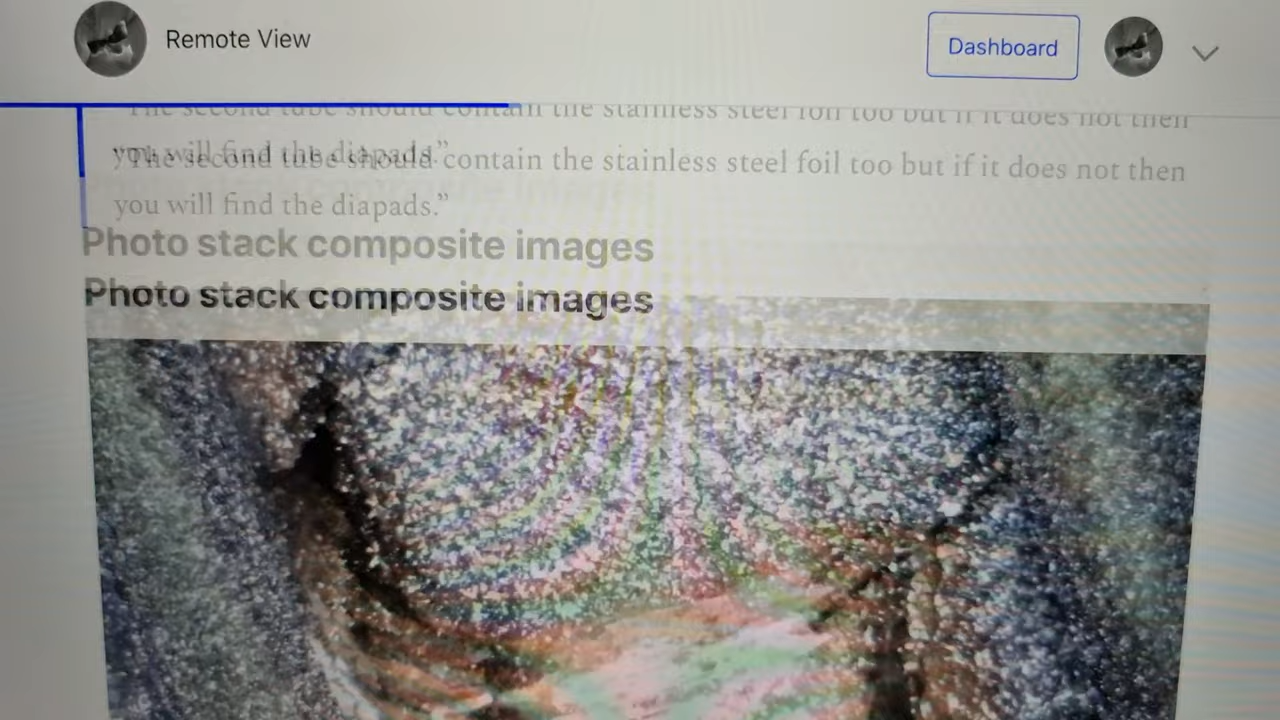 Remote View
Dashboard
"The second tube should contain the stainless steel foil too but if it does not then
you will find the diapads."
"The second tube should contain the stainless steel foil too but if it does not then
you will find the diapads.”
Photo stack composite images
Photo stack composite images